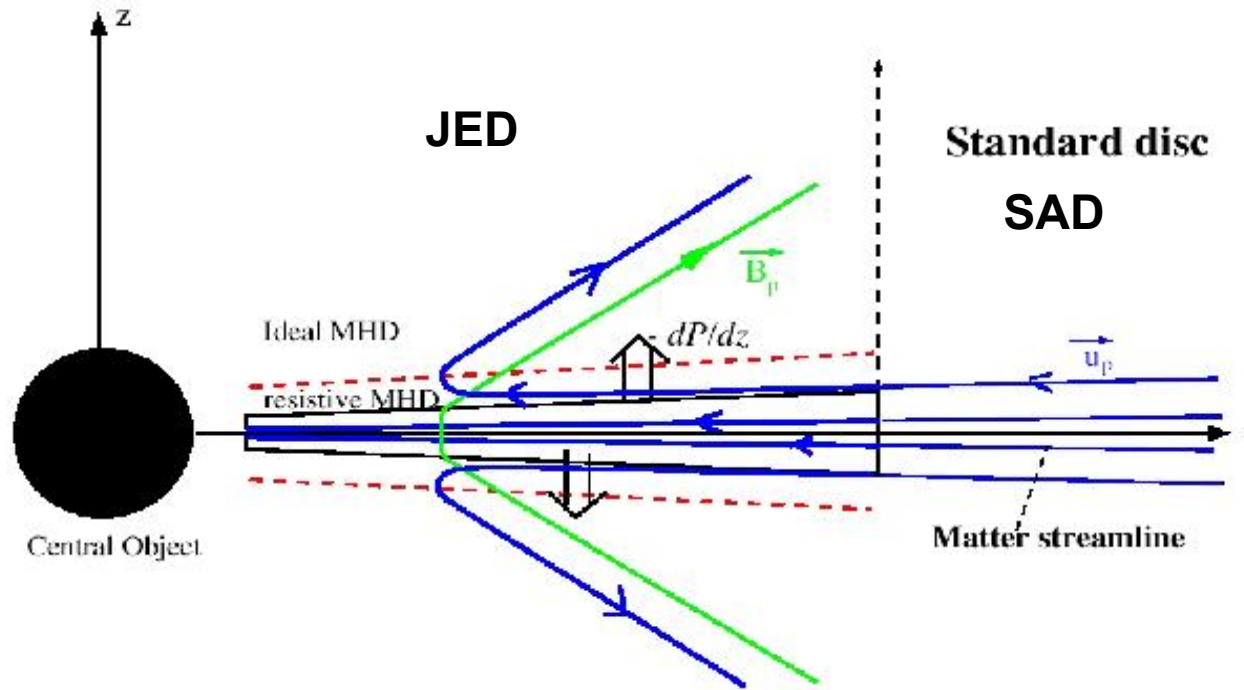 z
JED
Standard disc
SAD
B_p
Ideal MHD
- dP/dz
u_p
resistive MHD
Central Object
Matter streamline